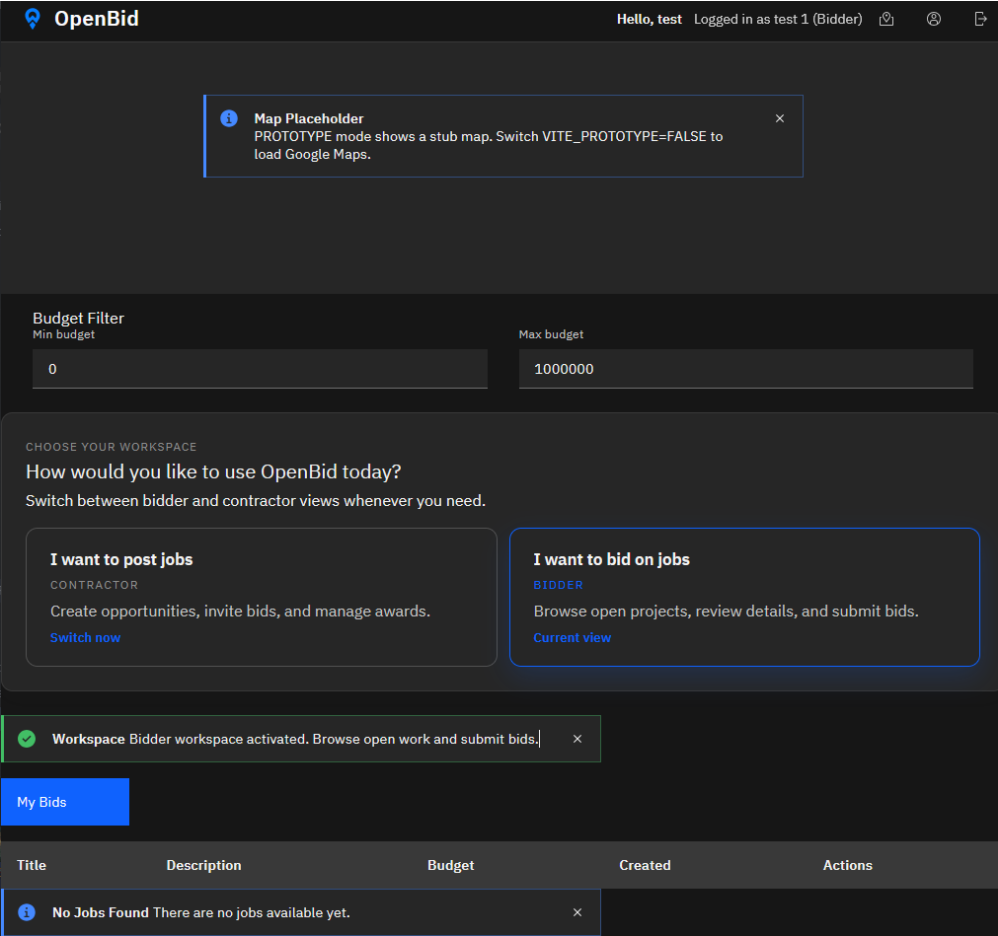 OpenBid
Hello, test Logged in as test 1 (Bidder)
Map Placeholder
PROTOTYPE mode shows a stub map. Switch VITE_PROTOTYPE=FALSE to
load Google Maps.
Budget Filter
Min budget
Max budget
0
1000000
CHOOSE YOUR WORKSPACE
How would you like to use OpenBid today?
Switch between bidder and contractor views whenever you need.
I want to post jobs
CONTRACTOR
Create opportunities, invite bids, and manage awards.
Switch now
I want to bid on jobs
BIDDER
Browse open projects, review details, and submit bids.
Current view
Workspace Bidder workspace activated. Browse open work and submit bids.
My Bids
Title Description Budget Created Actions
No Jobs Found There are no jobs available yet.